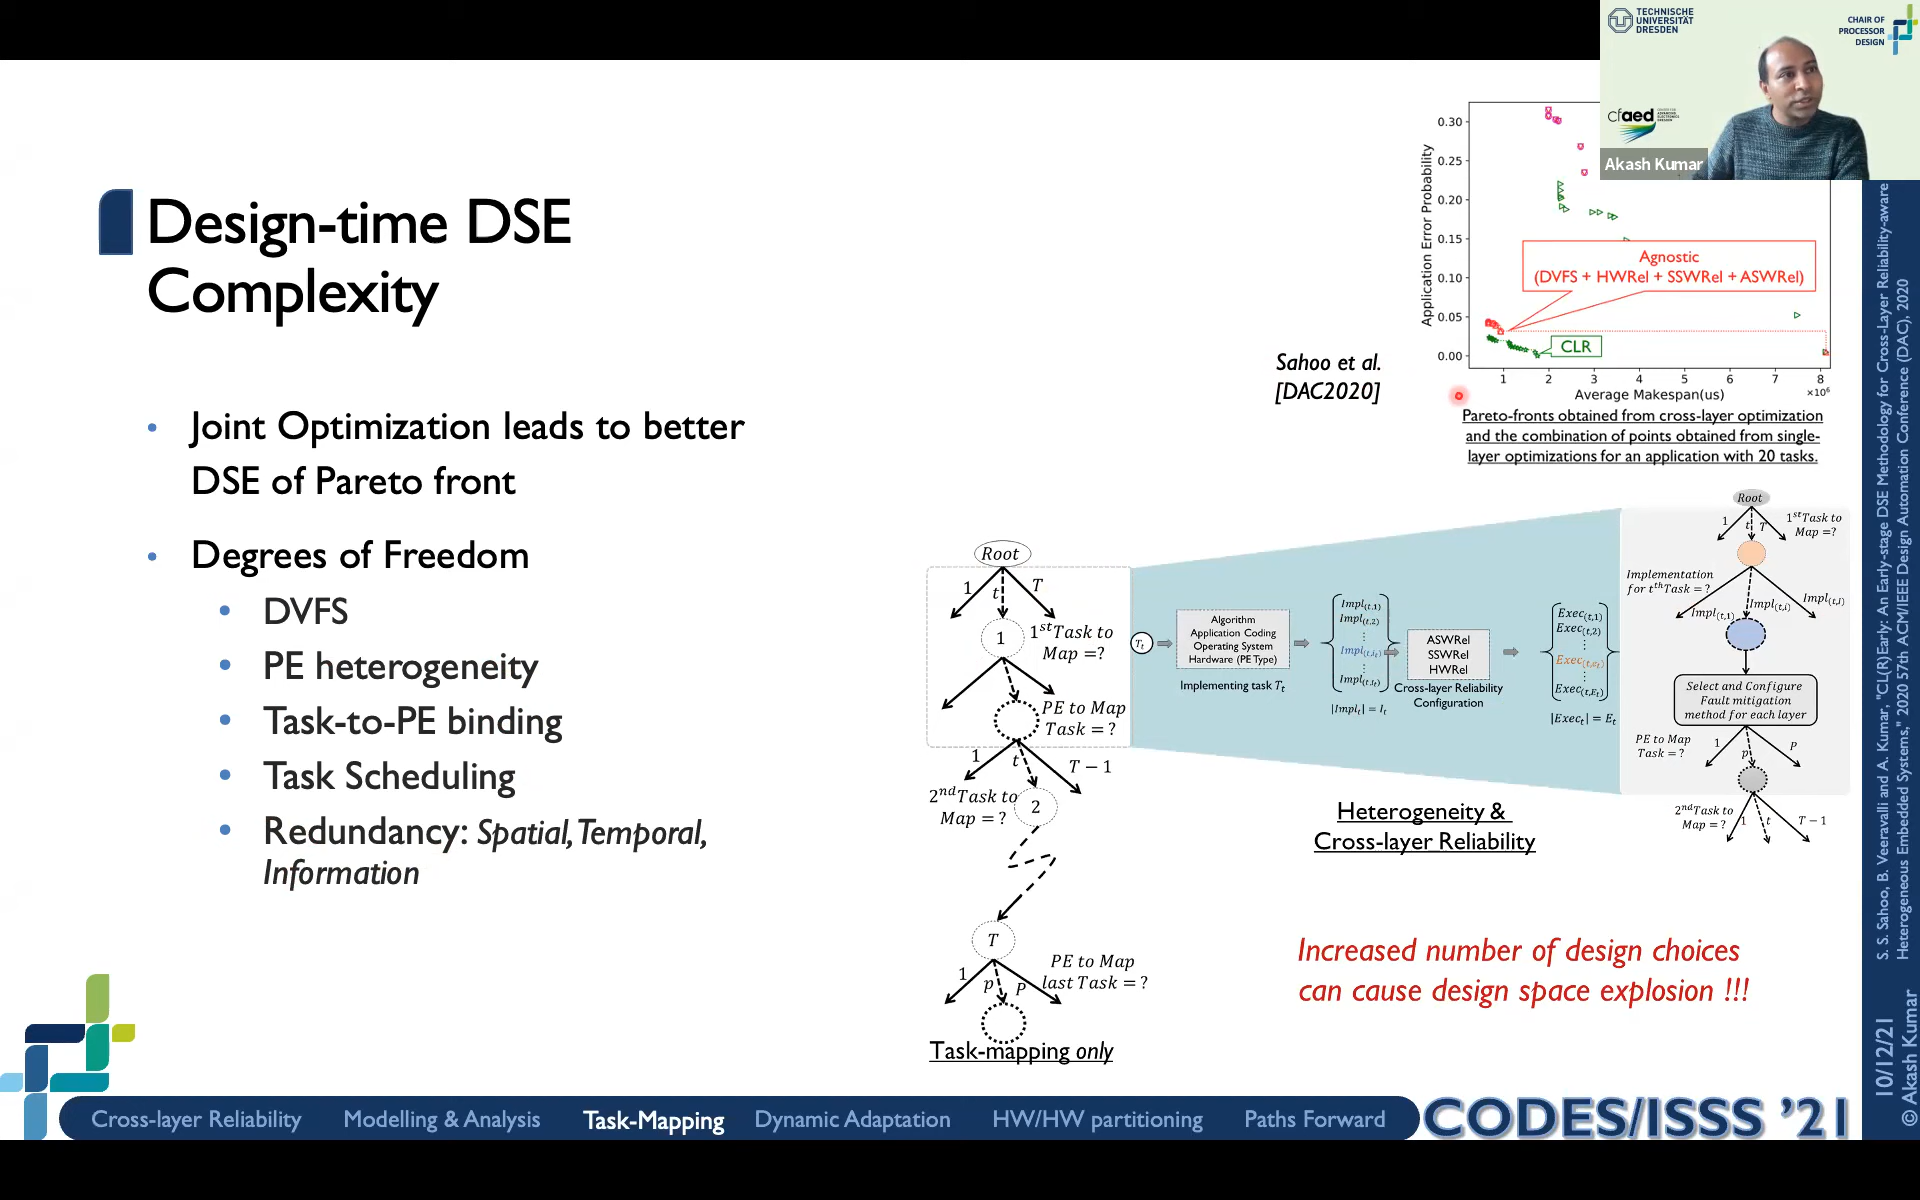 TECHNISCHE
UNIVERSITÄT
DRESDEN
CHAIR OF
PROCESSOR
DESIGN
cfaed
Akash Kumar
Design-time DSE
Complexity
• Joint Optimization leads to better
DSE of Pareto front
• Degrees of Freedom
• DVFS
• PE heterogeneity
• Task-to-PE binding
• Task Scheduling
• Redundancy: Spatial, Temporal,
Information
Sahoo et al.
[DAC2020]
Application Error Probability
0.30
0.25
0.20
0.15
0.10
0.05
0.00
Agnostic
(DVFS + HWRel + SSWRel + ASWRel)
CLR
1 2 3 4 5 6 7 8
Average Makespan(us)
×10⁶
Pareto-fronts obtained from cross-layer optimization
and the combination of points obtained from single-
layer optimizations for an application with 20 tasks.
Root
1 t T
1 1ˢᵗTask to
Map =?
PE to Map
Task = ?
1 t T − 1
2ⁿᵈTask to
Map = ?
2
T
1 p P
PE to Map
last Task = ?
Task-mapping only
Tₜ
Algorithm
Application Coding
Operating System
Hardware (PE Type)
Implementing task Tₜ
Impl₍ₜ,₁₎
Impl₍ₜ,₂₎
⋮
Impl₍ₜ,ᵢₜ₎
⋮
Impl₍ₜ,Iₜ₎
|Implₜ| = Iₜ
ASWRel
SSWRel
HWRel
Cross-layer Reliability
Configuration
Exec₍ₜ,₁₎
Exec₍ₜ,₂₎
⋮
Exec₍ₜ,ₑₜ₎
⋮
Exec₍ₜ,Eₜ₎
|Execₜ| = Eₜ
Heterogeneity &
Cross-layer Reliability
Root
1 t T
1ˢᵗTask to
Map =?
Implementation
for tᵗʰTask = ?
Impl₍ₜ,₁₎ Impl₍ₜ,ᵢ₎ Impl₍ₜ,I₎
Select and Configure
Fault mitigation
method for each layer
PE to Map
Task = ?
1 p P
2ⁿᵈTask to
Map = ?
1 t T − 1
Increased number of design choices
can cause design space explosion !!!
S. S. Sahoo, B. Veeravalli and A. Kumar, "CL(R)Early: An Early-stage DSE Methodology for Cross-Layer Reliability-aware
Heterogeneous Embedded Systems," 2020 57th ACM/IEEE Design Automation Conference (DAC), 2020
10/12/21
© Akash Kumar
Cross-layer Reliability Modelling & Analysis Task-Mapping Dynamic Adaptation HW/HW partitioning Paths Forward
CODES/ISSS '21